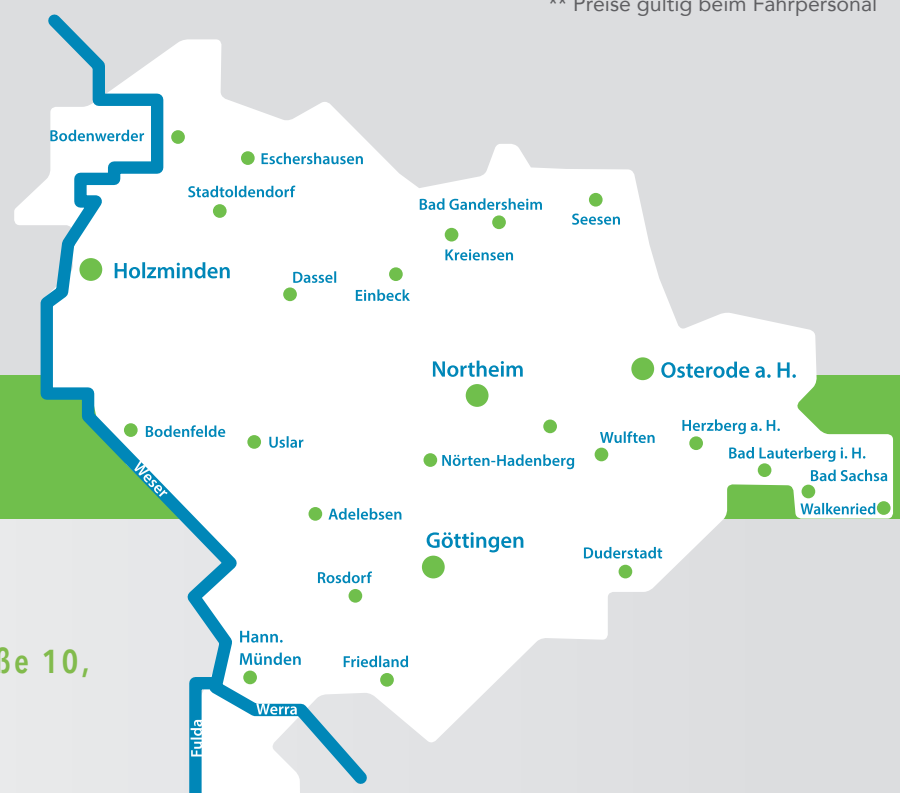 ** Preise gültig beim Fahrpersonal
Bodenwerder
Eschershausen
Stadtoldendorf
Bad Gandersheim
Seesen
Kreiensen
Holzminden
Dassel
Einbeck
Northeim
Osterode a. H.
Bodenfelde
Uslar
Herzberg a. H.
Wulften
Nörten-Hadenberg
Bad Lauterberg i. H.
Bad Sachsa
Weser
Walkenried
Adelebsen
Göttingen
Duderstadt
Rosdorf
Hann.
Münden
Friedland
ße 10,
Werra
Fulda